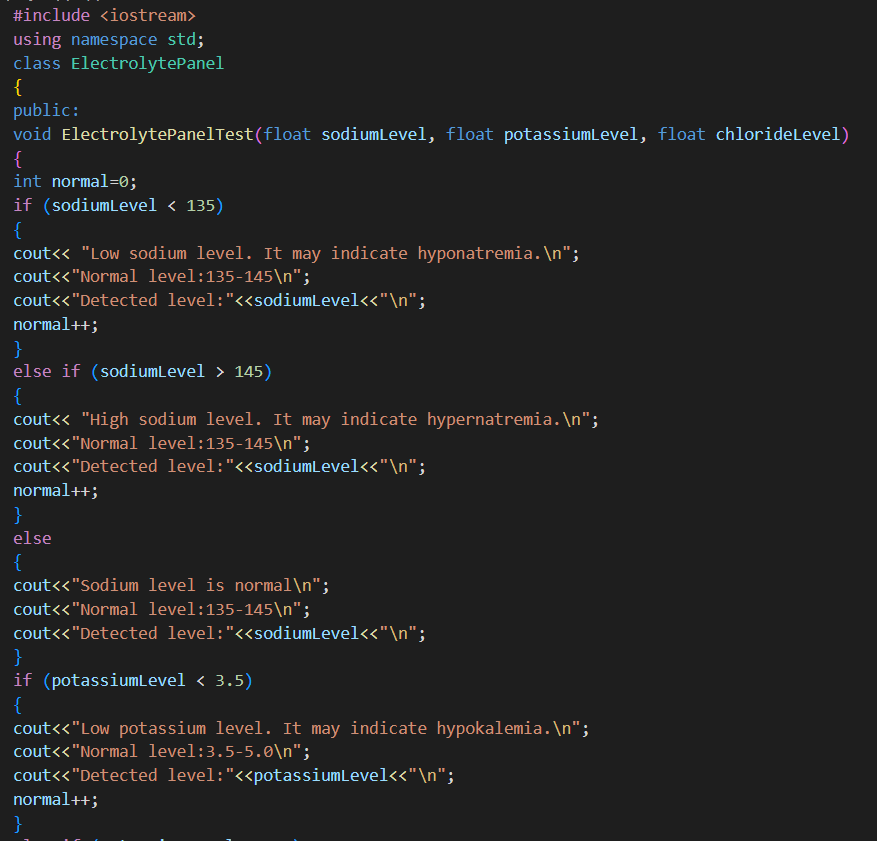 #include <iostream>
using namespace std;
class ElectrolytePanel
{
public:
void ElectrolytePanelTest(float sodiumLevel, float potassiumLevel, float chlorideLevel)
{
int normal=0;
if (sodiumLevel < 135)
{
cout<< "Low sodium level. It may indicate hyponatremia.\n";
cout<<"Normal level:135-145\n";
cout<<"Detected level:"<<sodiumLevel<<"\n";
normal++;
}
else if (sodiumLevel > 145)
{
cout<< "High sodium level. It may indicate hypernatremia.\n";
cout<<"Normal level:135-145\n";
cout<<"Detected level:"<<sodiumLevel<<"\n";
normal++;
}
else
{
cout<<"Sodium level is normal\n";
cout<<"Normal level:135-145\n";
cout<<"Detected level:"<<sodiumLevel<<"\n";
}
if (potassiumLevel < 3.5)
{
cout<<"Low potassium level. It may indicate hypokalemia.\n";
cout<<"Normal level:3.5-5.0\n";
cout<<"Detected level:"<<potassiumLevel<<"\n";
normal++;
}